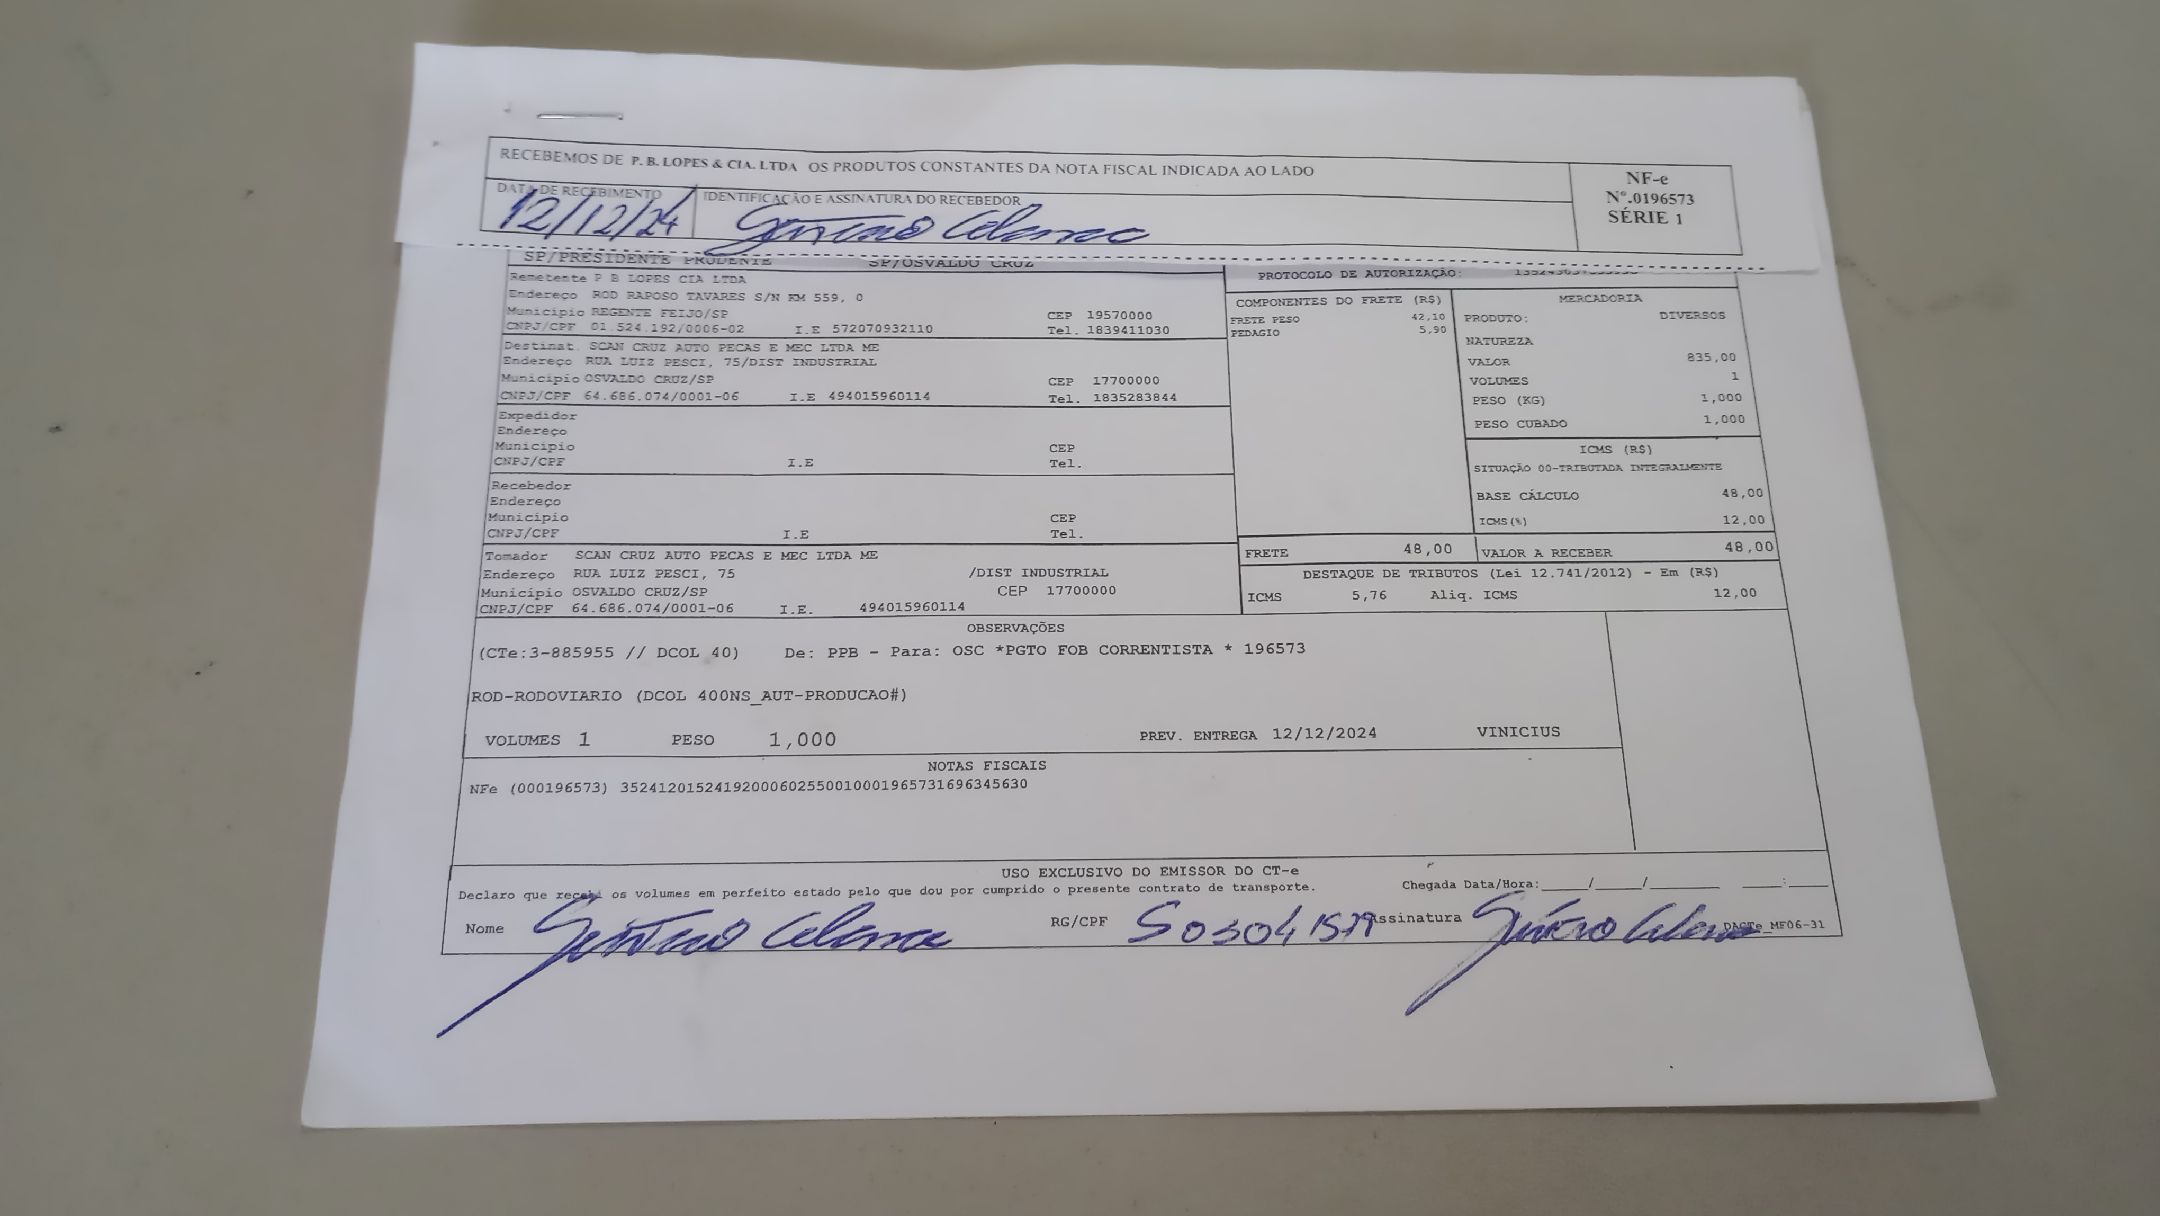 RECEBEMOS DE P. B. LOPES & CIA. LTDA OS PRODUTOS CONSTANTES DA NOTA FISCAL INDICADA AO LADO
NF-e
Nº.0196573
SÉRIE 1
DATA DE RECEBIMENTO
12/12/24
IDENTIFICAÇÃO E ASSINATURA DO RECEBEDOR
SP/PRESIDENTE PRUDENTE SP/OSVALDO CRUZ
Remetente P B LOPES CIA LTDA
Endereço ROD RAPOSO TAVARES S/N KM 559, 0
Município REGENTE FEIJO/SP CEP 19570000
CNPJ/CPF 01.524.192/0006-02 I.E 572070932110 Tel. 1839411030
Destinat. SCAN CRUZ AUTO PECAS E MEC LTDA ME
Endereço RUA LUIZ PESCI, 75/DIST INDUSTRIAL
Município OSVALDO CRUZ/SP CEP 17700000
CNPJ/CPF 64.686.074/0001-06 I.E 494015960114 Tel. 1835283844
Expedidor
Endereço
Município CEP
CNPJ/CPF I.E Tel.
Recebedor
Endereço
Município CEP
CNPJ/CPF I.E Tel.
Tomador SCAN CRUZ AUTO PECAS E MEC LTDA ME
Endereço RUA LUIZ PESCI, 75 /DIST INDUSTRIAL
Município OSVALDO CRUZ/SP CEP 17700000
CNPJ/CPF 64.686.074/0001-06 I.E. 494015960114
PROTOCOLO DE AUTORIZAÇÃO:
COMPONENTES DO FRETE (R$)
FRETE PESO 42,10
PEDAGIO 5,90
MERCADORIA
PRODUTO: DIVERSOS
NATUREZA
VALOR 835,00
VOLUMES 1
PESO (KG) 1,000
PESO CUBADO 1,000
ICMS (R$)
SITUAÇÃO 00-TRIBUTADA INTEGRALMENTE
BASE CÁLCULO 48,00
ICMS(%) 12,00
FRETE 48,00 VALOR A RECEBER 48,00
DESTAQUE DE TRIBUTOS (Lei 12.741/2012) - Em (R$)
ICMS 5,76 Aliq. ICMS 12,00
OBSERVAÇÕES
(CTe:3-885955 // DCOL 40) De: PPB - Para: OSC *PGTO FOB CORRENTISTA * 196573
ROD-RODOVIARIO (DCOL 400NS_AUT-PRODUCAO#)
VOLUMES 1 PESO 1,000 PREV. ENTREGA 12/12/2024 VINICIUS
NOTAS FISCAIS
NFe (000196573) 35241201524192000602550010001965731696345630
USO EXCLUSIVO DO EMISSOR DO CT-e
Declaro que recebi os volumes em perfeito estado pelo que dou por cumprido o presente contrato de transporte. Chegada Data/Hora:_____/_____/________ ____:_____
Nome RG/CPF Assinatura
DACTe_MF06-31